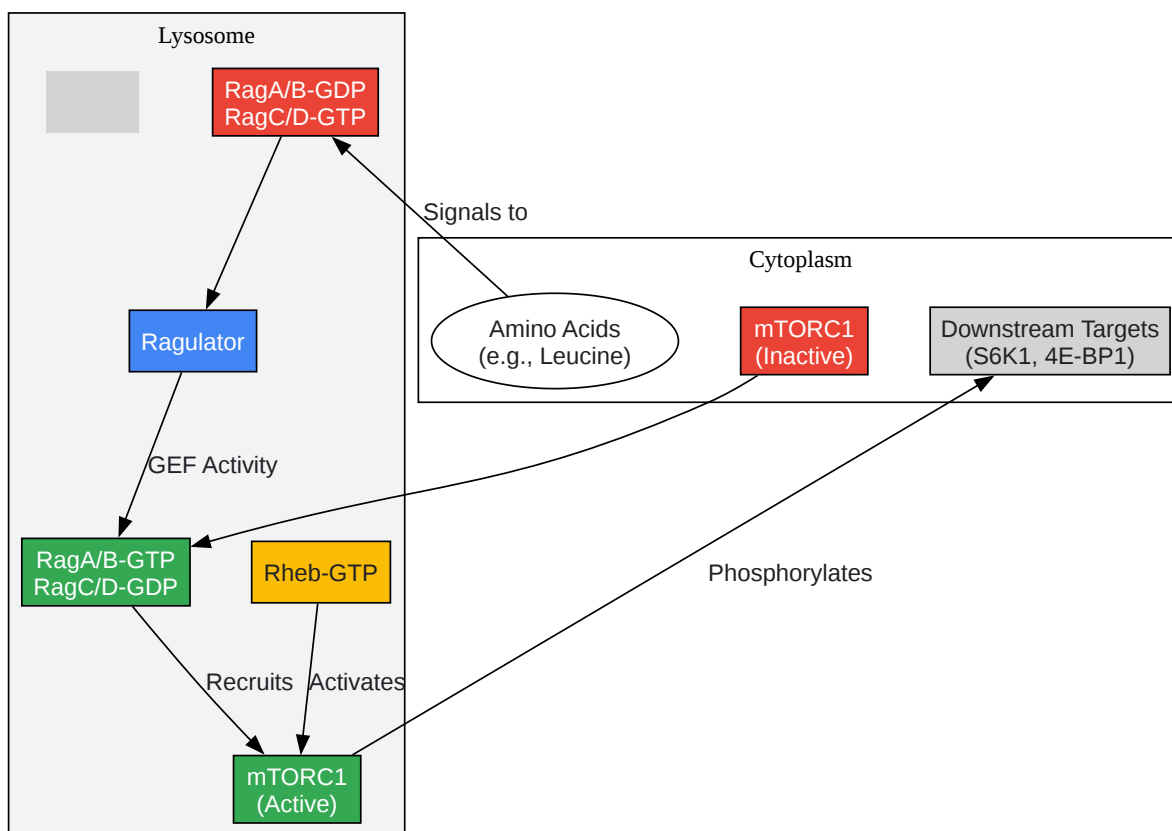 Lysosome
RagA/B-GDP
RagC/D-GTP
Signals to
Cytoplasm
Amino Acids
(e.g., Leucine)
mTORC1
(Inactive)
Downstream Targets
(S6K1, 4E-BP1)
Ragulator
GEF Activity
RagA/B-GTP
RagC/D-GDP
Rheb-GTP
Phosphorylates
Recruits
Activates
mTORC1
(Active)